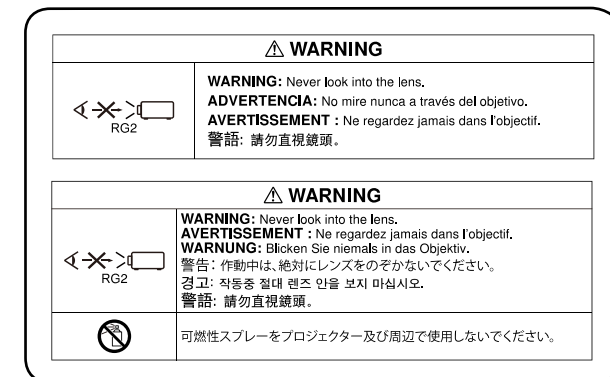 ⚠ WARNING
WARNING: Never look into the lens.
ADVERTENCIA: No mire nunca a través del objetivo.
AVERTISSEMENT : Ne regardez jamais dans l'objectif.
警語: 請勿直視鏡頭。
RG2
⚠ WARNING
WARNING: Never look into the lens.
AVERTISSEMENT : Ne regardez jamais dans l'objectif.
WARNUNG: Blicken Sie niemals in das Objektiv.
警告: 作動中は、絶対にレンズをのぞかないでください。
경고: 작동중 절대 렌즈 안을 보지 마십시오.
警語: 請勿直視鏡頭。
RG2
可燃性スプレーをプロジェクター及び周辺で使用しないでください。